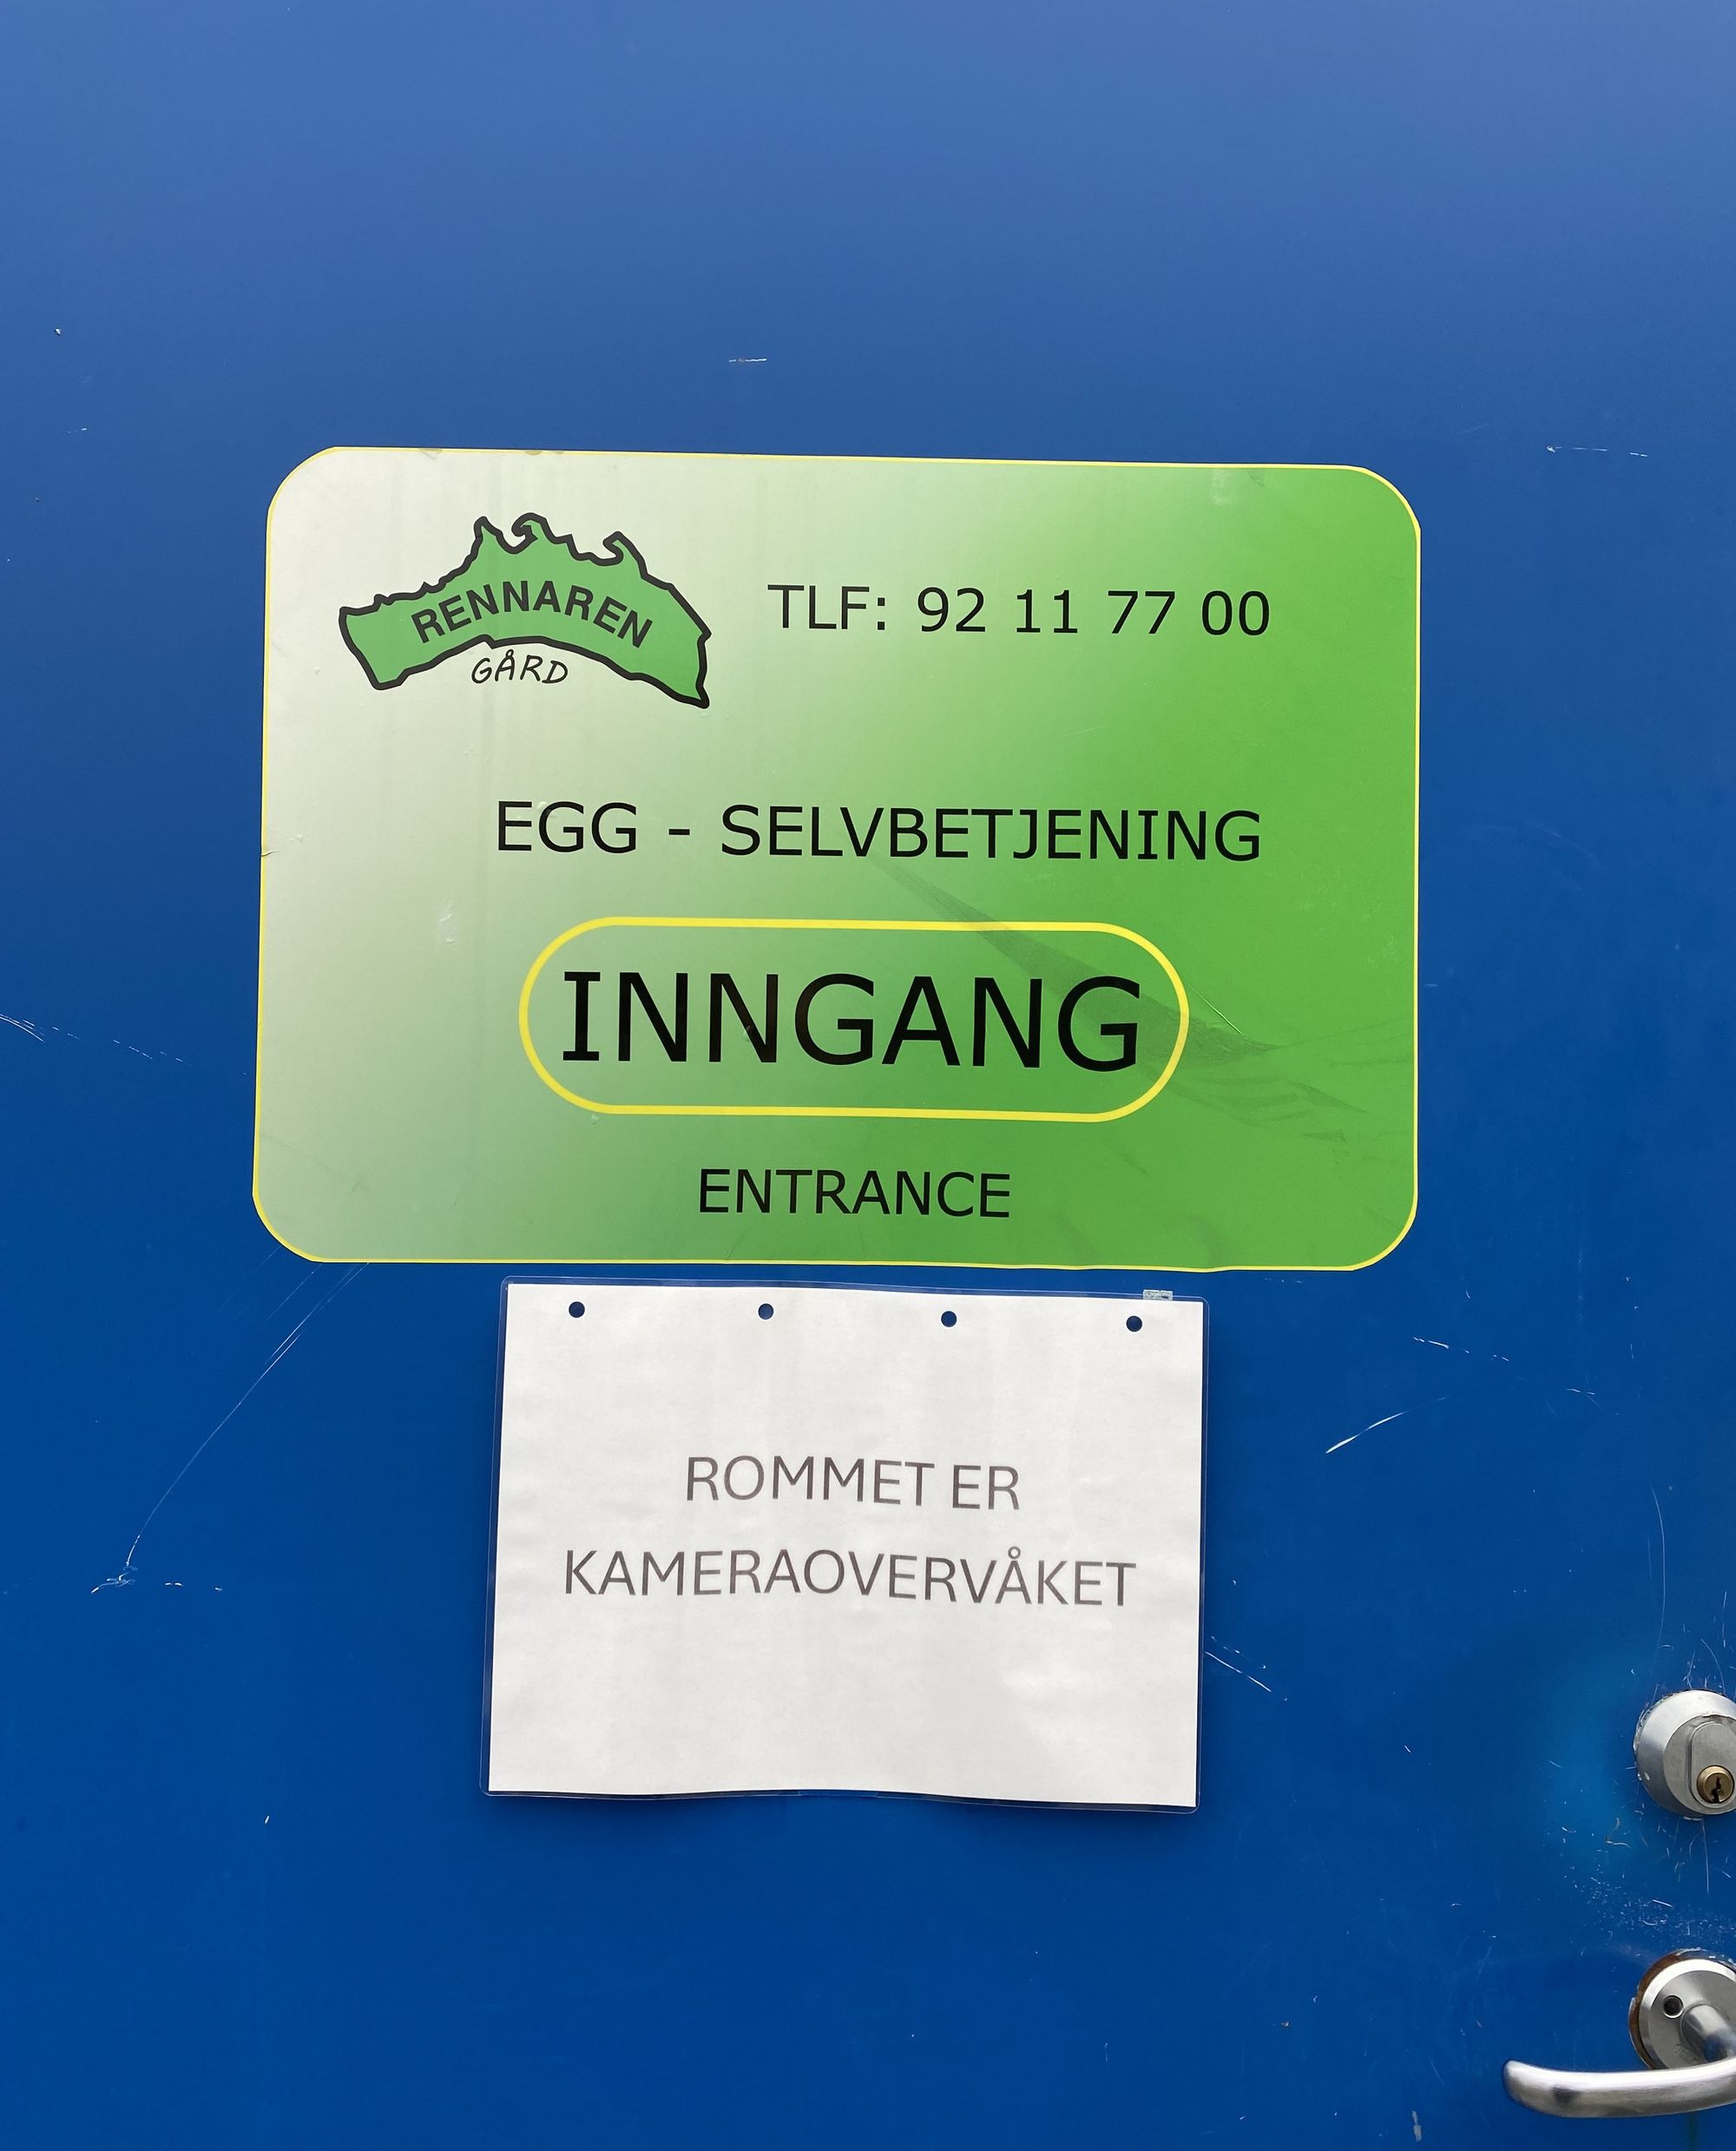 RENNAREN
GÅRD
TLF: 92 11 77 00
EGG - SELVBETJENING
INNGANG
ENTRANCE
ROMMET ER
KAMERAOVERVÅKET